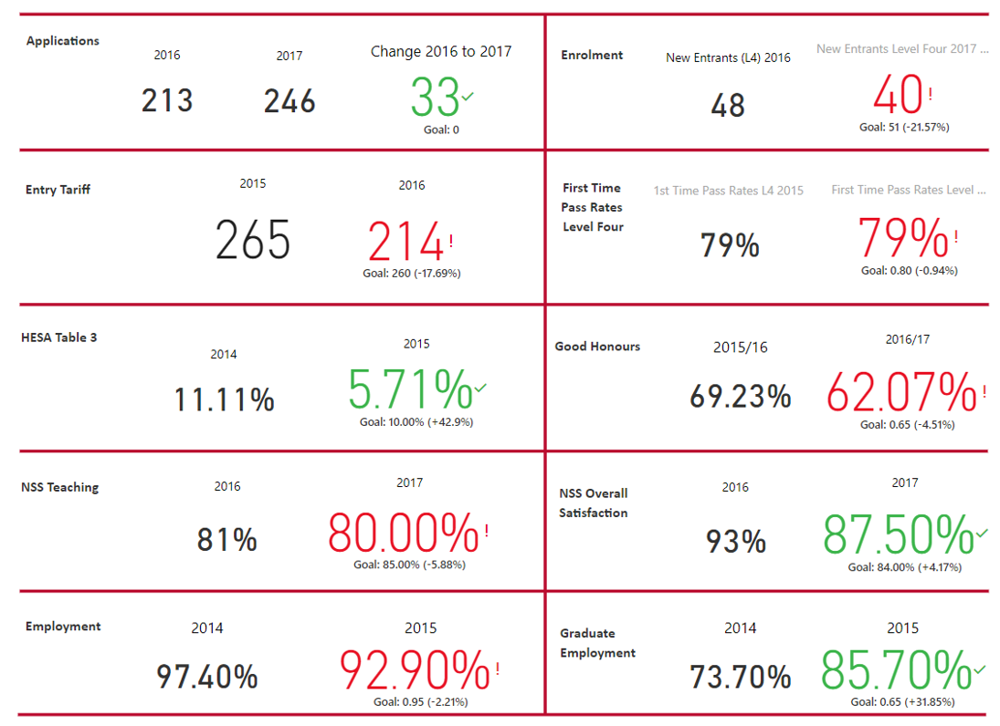 Applications
2016
2017
Change 2016 to 2017
213
246
33
Goal: 0
Enrolment
New Entrants (L4) 2016
New Entrants Level Four 2017 ...
48
40!
Goal: 51 (-21.57%)
Entry Tariff
2015
2016
265
214!
Goal: 260 (-17.69%)
First Time
Pass Rates
Level Four
1st Time Pass Rates L4 2015
First Time Pass Rates Level ...
79%
79%!
Goal: 0.80 (-0.94%)
HESA Table 3
2014
2015
11.11%
5.71%
Goal: 10.00% (+42.9%)
Good Honours
2015/16
2016/17
69.23%
62.07%!
Goal: 0.65 (-4.51%)
NSS Teaching
2016
2017
81%
80.00%!
Goal: 85.00% (-5.88%)
NSS Overall
Satisfaction
2016
2017
93%
87.50%
Goal: 84.00% (+4.17%)
Employment
2014
2015
97.40%
92.90%!
Goal: 0.95 (-2.21%)
Graduate
Employment
2014
2015
73.70%
85.70%
Goal: 0.65 (+31.85%)